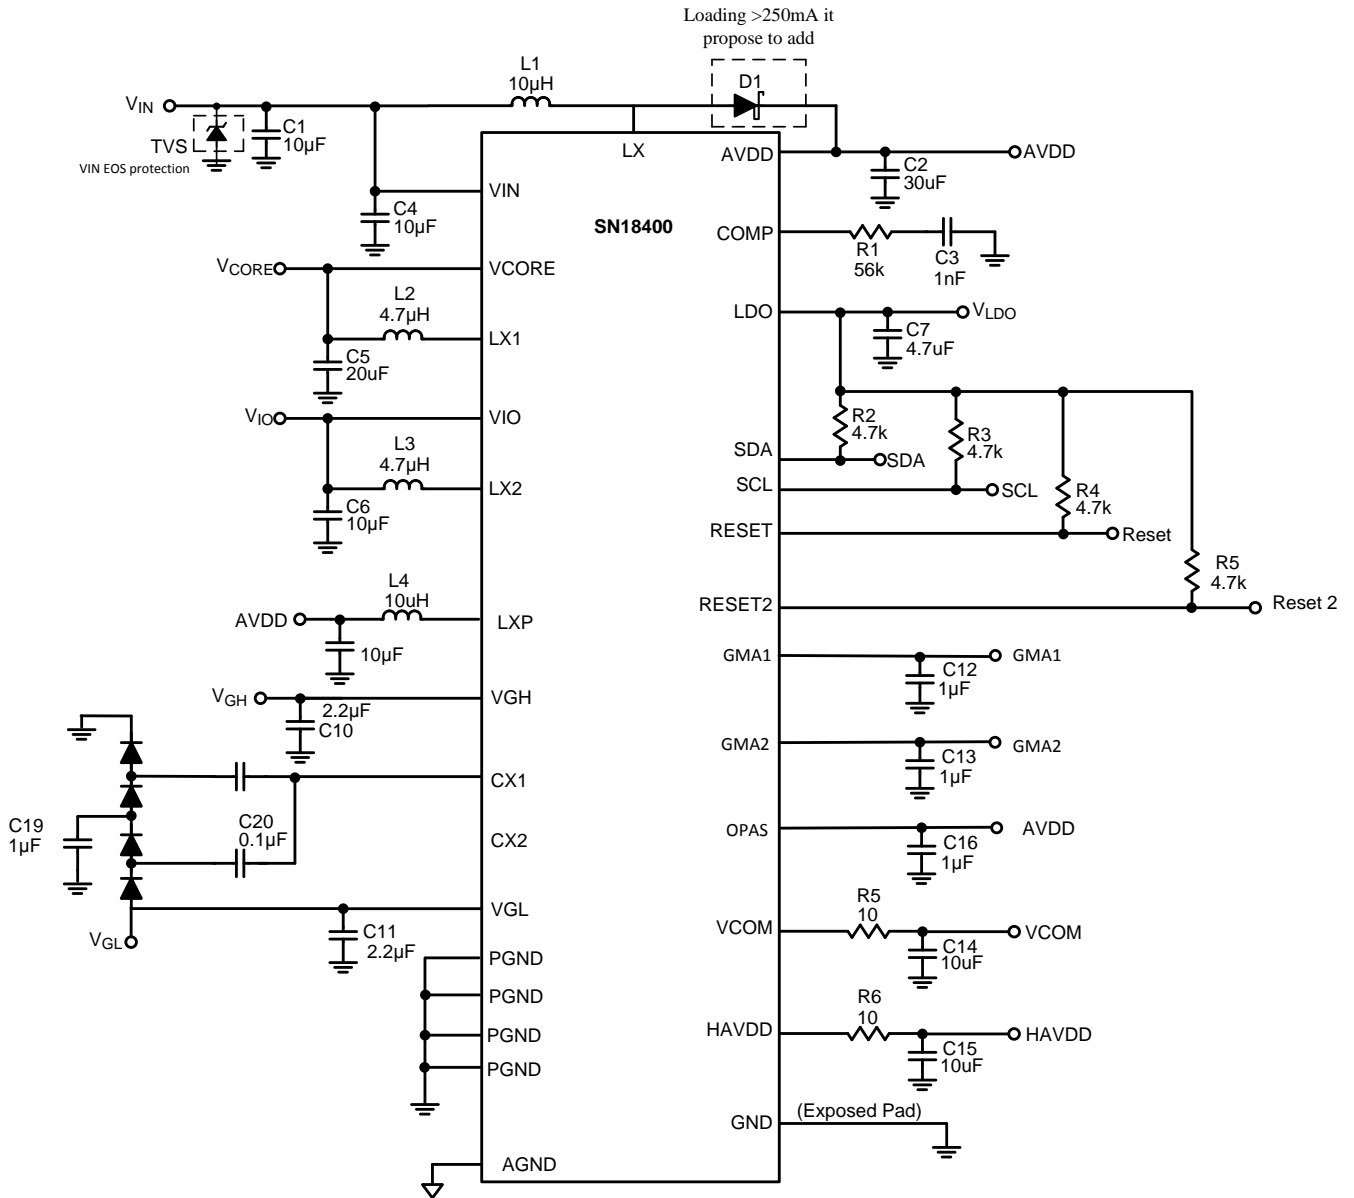 Loading >250mA it
propose to add
D1
L1
10µH
VIN
TVS
VIN EOS protection
C1
10µF
LX
AVDD
AVDD
C2
30uF
VIN
C4
10µF
SN18400
COMP
R1
56k
C3
1nF
VCORE
VCORE
L2
4.7µH
LX1
C5
20uF
LDO
VLDO
C7
4.7uF
VIO
VIO
L3
4.7µH
LX2
C6
10µF
R2
4.7k
SDA
SDA
R3
4.7k
SCL
SCL
R4
4.7k
RESET
Reset
R5
4.7k
RESET2
Reset 2
L4
10uH
AVDD
LXP
10µF
GMA1
GMA1
C12
1µF
VGH
VGH
2.2µF
C10
GMA2
GMA2
C13
1µF
CX1
C19
1µF
C20
0.1µF
CX2
OPAS
AVDD
C16
1µF
VGL
VGL
C11
2.2µF
R5
10
VCOM
VCOM
C14
10uF
PGND
PGND
PGND
PGND
R6
10
HAVDD
HAVDD
C15
10uF
GND
(Exposed Pad)
AGND